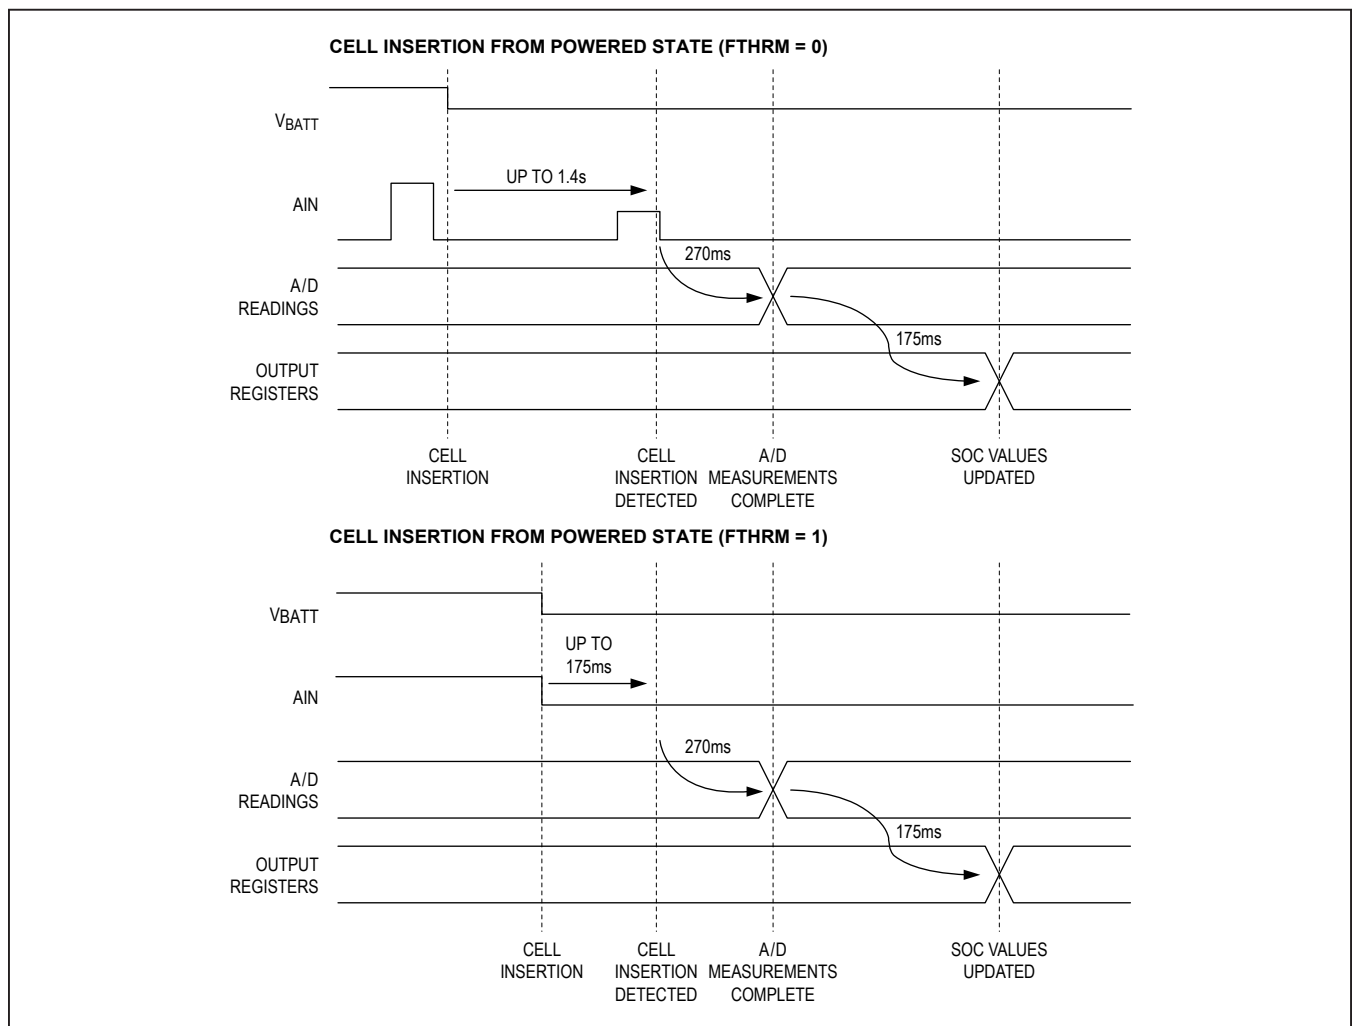 CELL INSERTION FROM POWERED STATE (FTHRM = 0)
VBATT
AIN
UP TO 1.4s
270ms
A/D
READINGS
175ms
OUTPUT
REGISTERS
CELL
INSERTION
CELL
INSERTION
DETECTED
A/D
MEASUREMENTS
COMPLETE
SOC VALUES
UPDATED
CELL INSERTION FROM POWERED STATE (FTHRM = 1)
VBATT
UP TO
175ms
AIN
270ms
A/D
READINGS
175ms
OUTPUT
REGISTERS
CELL
INSERTION
CELL
INSERTION
DETECTED
A/D
MEASUREMENTS
COMPLETE
SOC VALUES
UPDATED